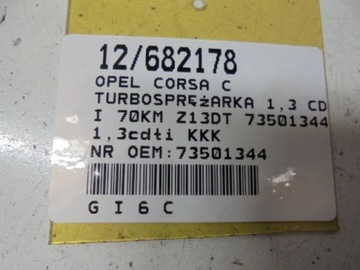 12/682178
OPEL CORSA C
TURBOSPRĘŻARKA 1,3 CD
I 70KM Z13DT 73501344
1,3cdti KKK
NR OEM:73501344
G I 6 C